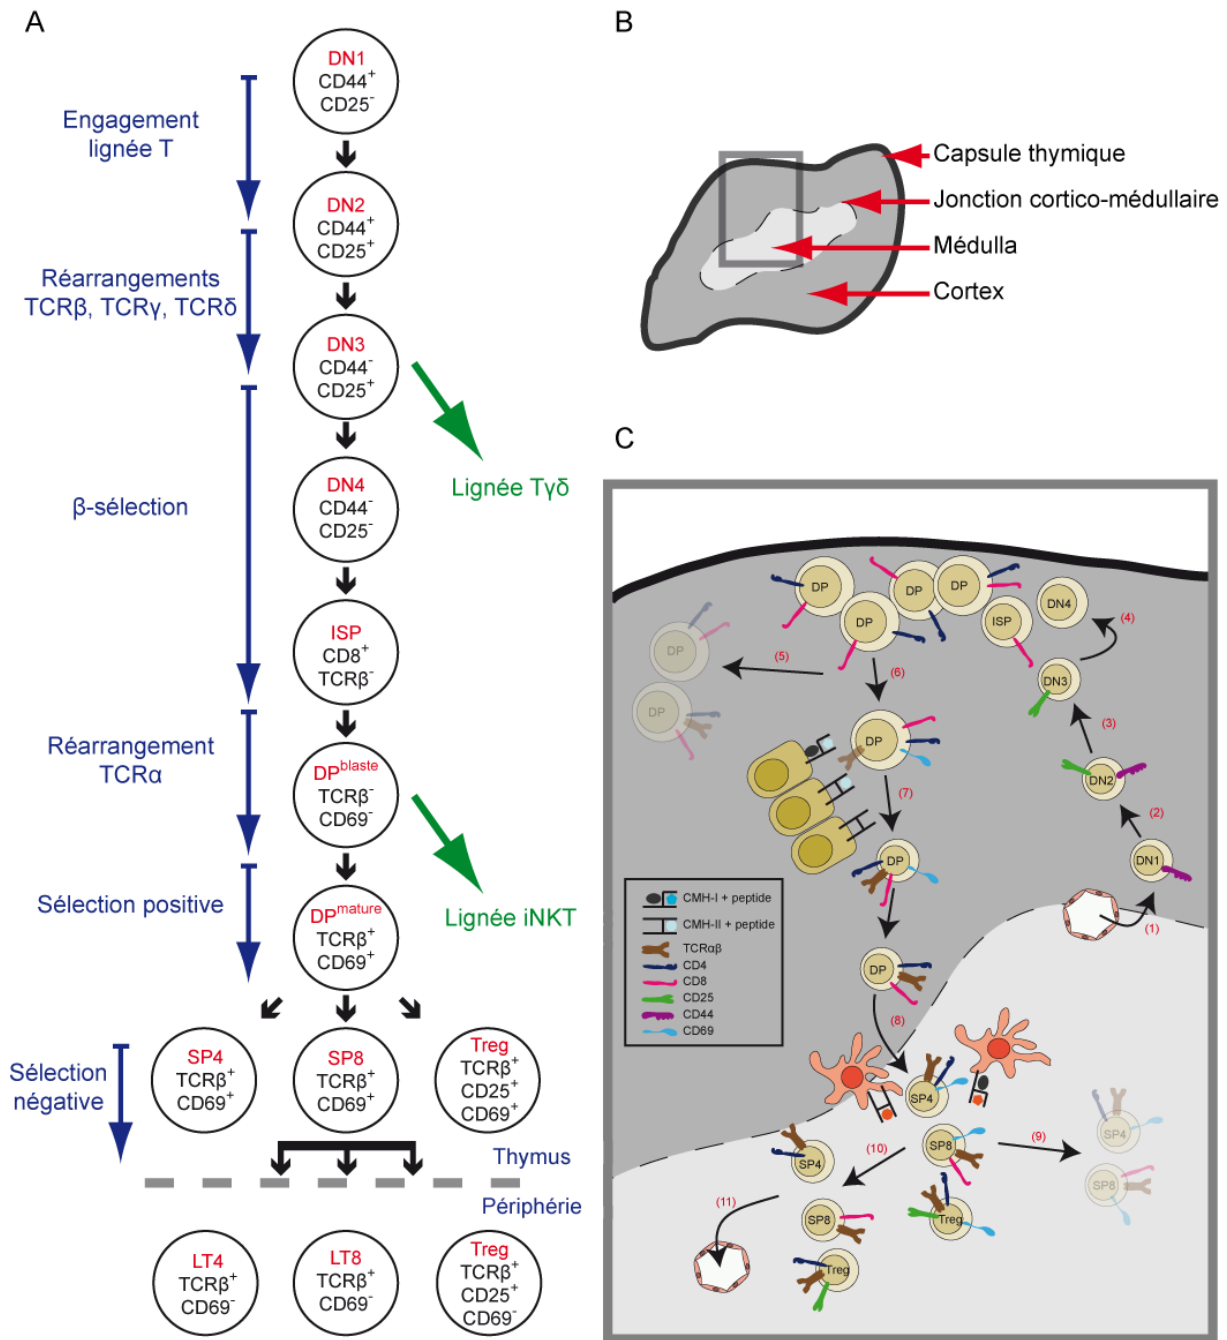 A
DN1
CD44+
CD25-
Engagement
lignée T
DN2
CD44+
CD25+
Réarrangements
TCRβ, TCRγ, TCRδ
DN3
CD44-
CD25+
Lignée Tγδ
DN4
CD44-
CD25-
β-sélection
ISP
CD8+
TCRβ-
Réarrangement
TCRα
DPblaste
TCRβ-
CD69-
Lignée iNKT
Sélection positive
DPmature
TCRβ+
CD69+
Sélection
négative
SP4
TCRβ+
CD69+
SP8
TCRβ+
CD69+
Treg
TCRβ+
CD25+
CD69+
Thymus
Périphérie
LT4
TCRβ+
CD69-
LT8
TCRβ+
CD69-
Treg
TCRβ+
CD25+
CD69-
B
Capsule thymique
Jonction cortico-médullaire
Médulla
Cortex
C
DP
DP
DP
DP
ISP
DN4
(4)
DP
DP
(5)
(6)
DN3
(3)
DP
(7)
DN2
(2)
DP
DN1
(1)
CMH-I + peptide
CMH-II + peptide
TCRαβ
CD4
CD8
CD25
CD44
CD69
DP
(8)
SP4
SP8
(9)
SP4
SP8
Treg
(10)
SP4
SP8
Treg
(11)